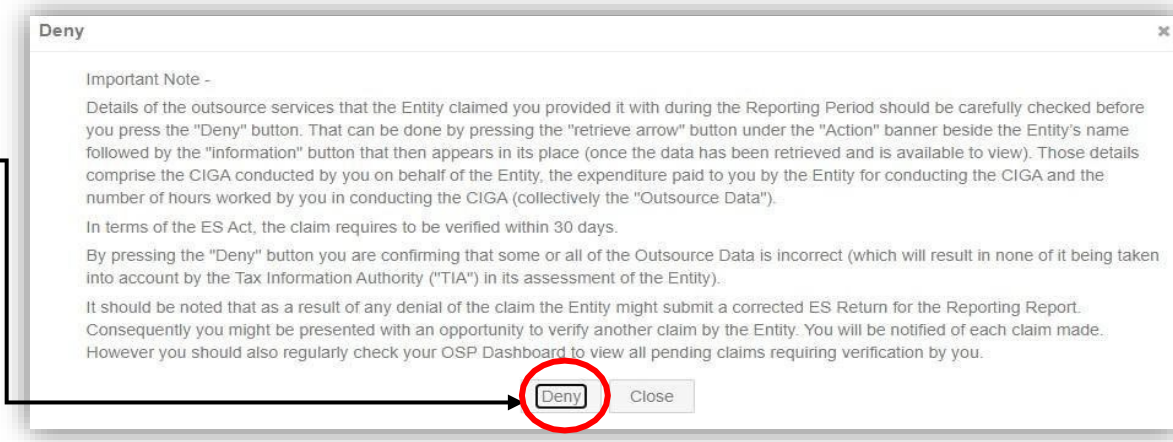 Deny
Important Note -
Details of the outsource services that the Entity claimed you provided it with during the Reporting Period should be carefully checked before
you press the "Deny" button. That can be done by pressing the "retrieve arrow" button under the "Action" banner beside the Entity's name
followed by the "information" button that then appears in its place (once the data has been retrieved and is available to view). Those details
comprise the CIGA conducted by you on behalf of the Entity, the expenditure paid to you by the Entity for conducting the CIGA and the
number of hours worked by you in conducting the CIGA (collectively the "Outsource Data").
In terms of the ES Act, the claim requires to be verified within 30 days.
By pressing the "Deny" button you are confirming that some or all of the Outsource Data is incorrect (which will result in none of it being taken
into account by the Tax Information Authority ("TIA") in its assessment of the Entity).
It should be noted that as a result of any denial of the claim the Entity might submit a corrected ES Return for the Reporting Report.
Consequently you might be presented with an opportunity to verify another claim by the Entity. You will be notified of each claim made.
However you should also regularly check your OSP Dashboard to view all pending claims requiring verification by you.
Deny Close